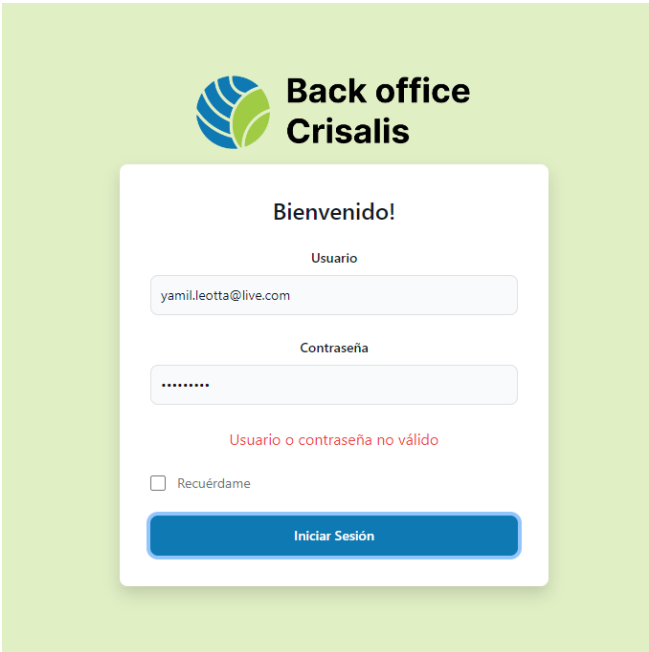 Back office
Crisalis
Bienvenido!
Usuario
yamil.leotta@live.com
Contraseña
•••••••••
Usuario o contraseña no válido
Recuérdame
Iniciar Sesión